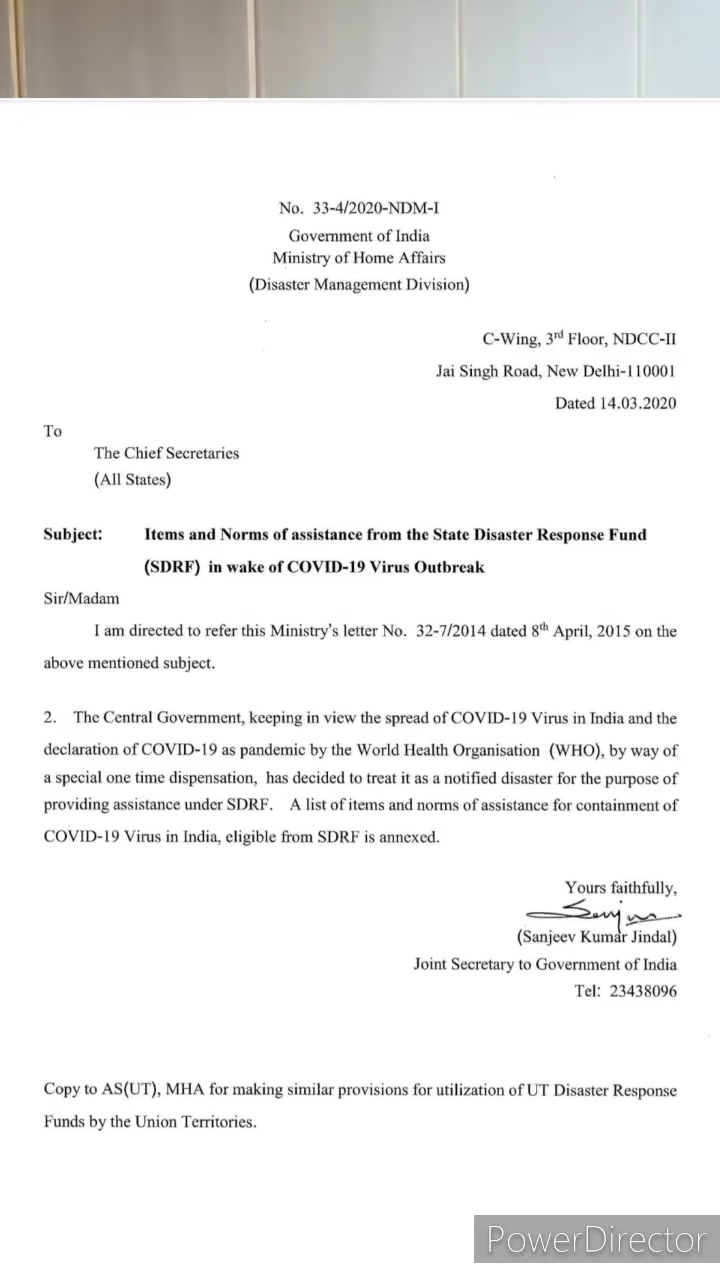 No. 33-4/2020-NDM-I
Government of India
Ministry of Home Affairs
(Disaster Management Division)
C-Wing, 3rd Floor, NDCC-II
Jai Singh Road, New Delhi-110001
Dated 14.03.2020
To
The Chief Secretaries
(All States)
Subject: Items and Norms of assistance from the State Disaster Response Fund
(SDRF) in wake of COVID-19 Virus Outbreak
Sir/Madam
I am directed to refer this Ministry's letter No. 32-7/2014 dated 8th April, 2015 on the
above mentioned subject.
2. The Central Government, keeping in view the spread of COVID-19 Virus in India and the
declaration of COVID-19 as pandemic by the World Health Organisation (WHO), by way of
a special one time dispensation, has decided to treat it as a notified disaster for the purpose of
providing assistance under SDRF. A list of items and norms of assistance for containment of
COVID-19 Virus in India, eligible from SDRF is annexed.
Yours faithfully,
(Sanjeev Kumar Jindal)
Joint Secretary to Government of India
Tel: 23438096
Copy to AS(UT), MHA for making similar provisions for utilization of UT Disaster Response
Funds by the Union Territories.
PowerDirector